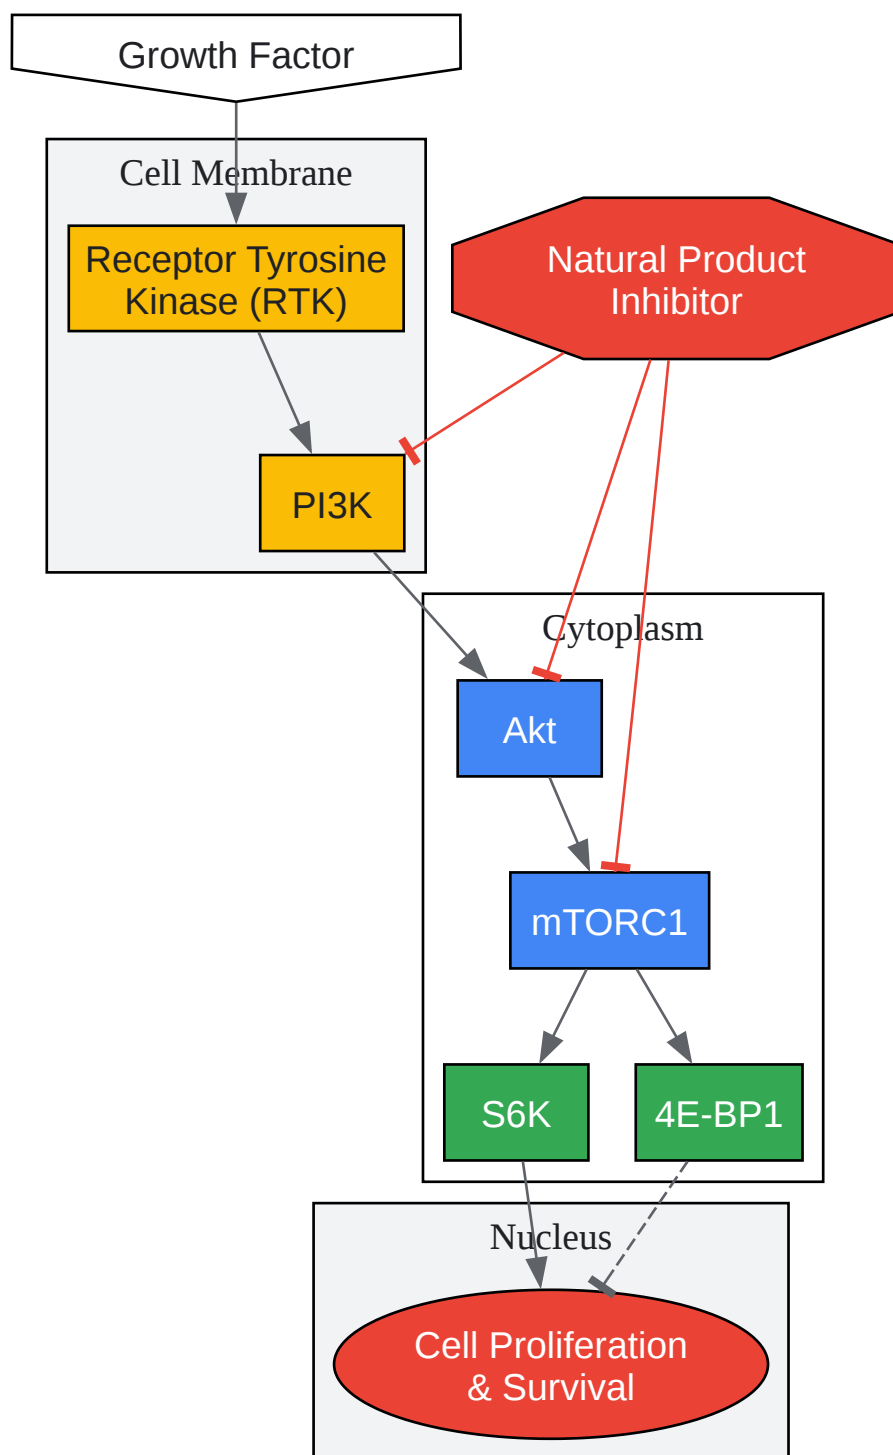 Growth Factor
Cell Membrane
Receptor Tyrosine
Kinase (RTK)
Natural Product
Inhibitor
PI3K
Cytoplasm
Akt
mTORC1
S6K
4E-BP1
Nucleus
Cell Proliferation
& Survival